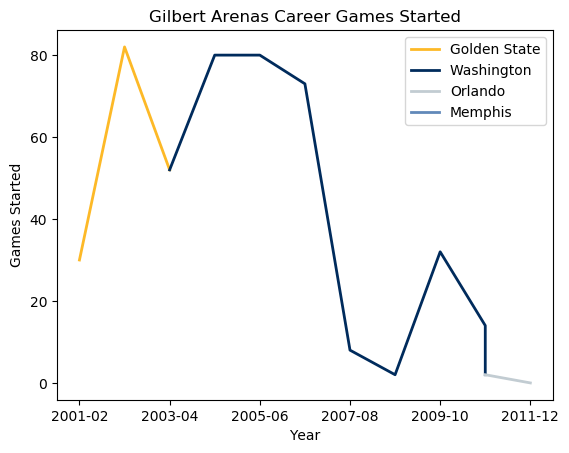 Gilbert Arenas Career Games Started
Golden State
Washington
Orlando
Memphis
Games Started
80
60
40
20
0
2001-02
2003-04
2005-06
2007-08
2009-10
2011-12
Year